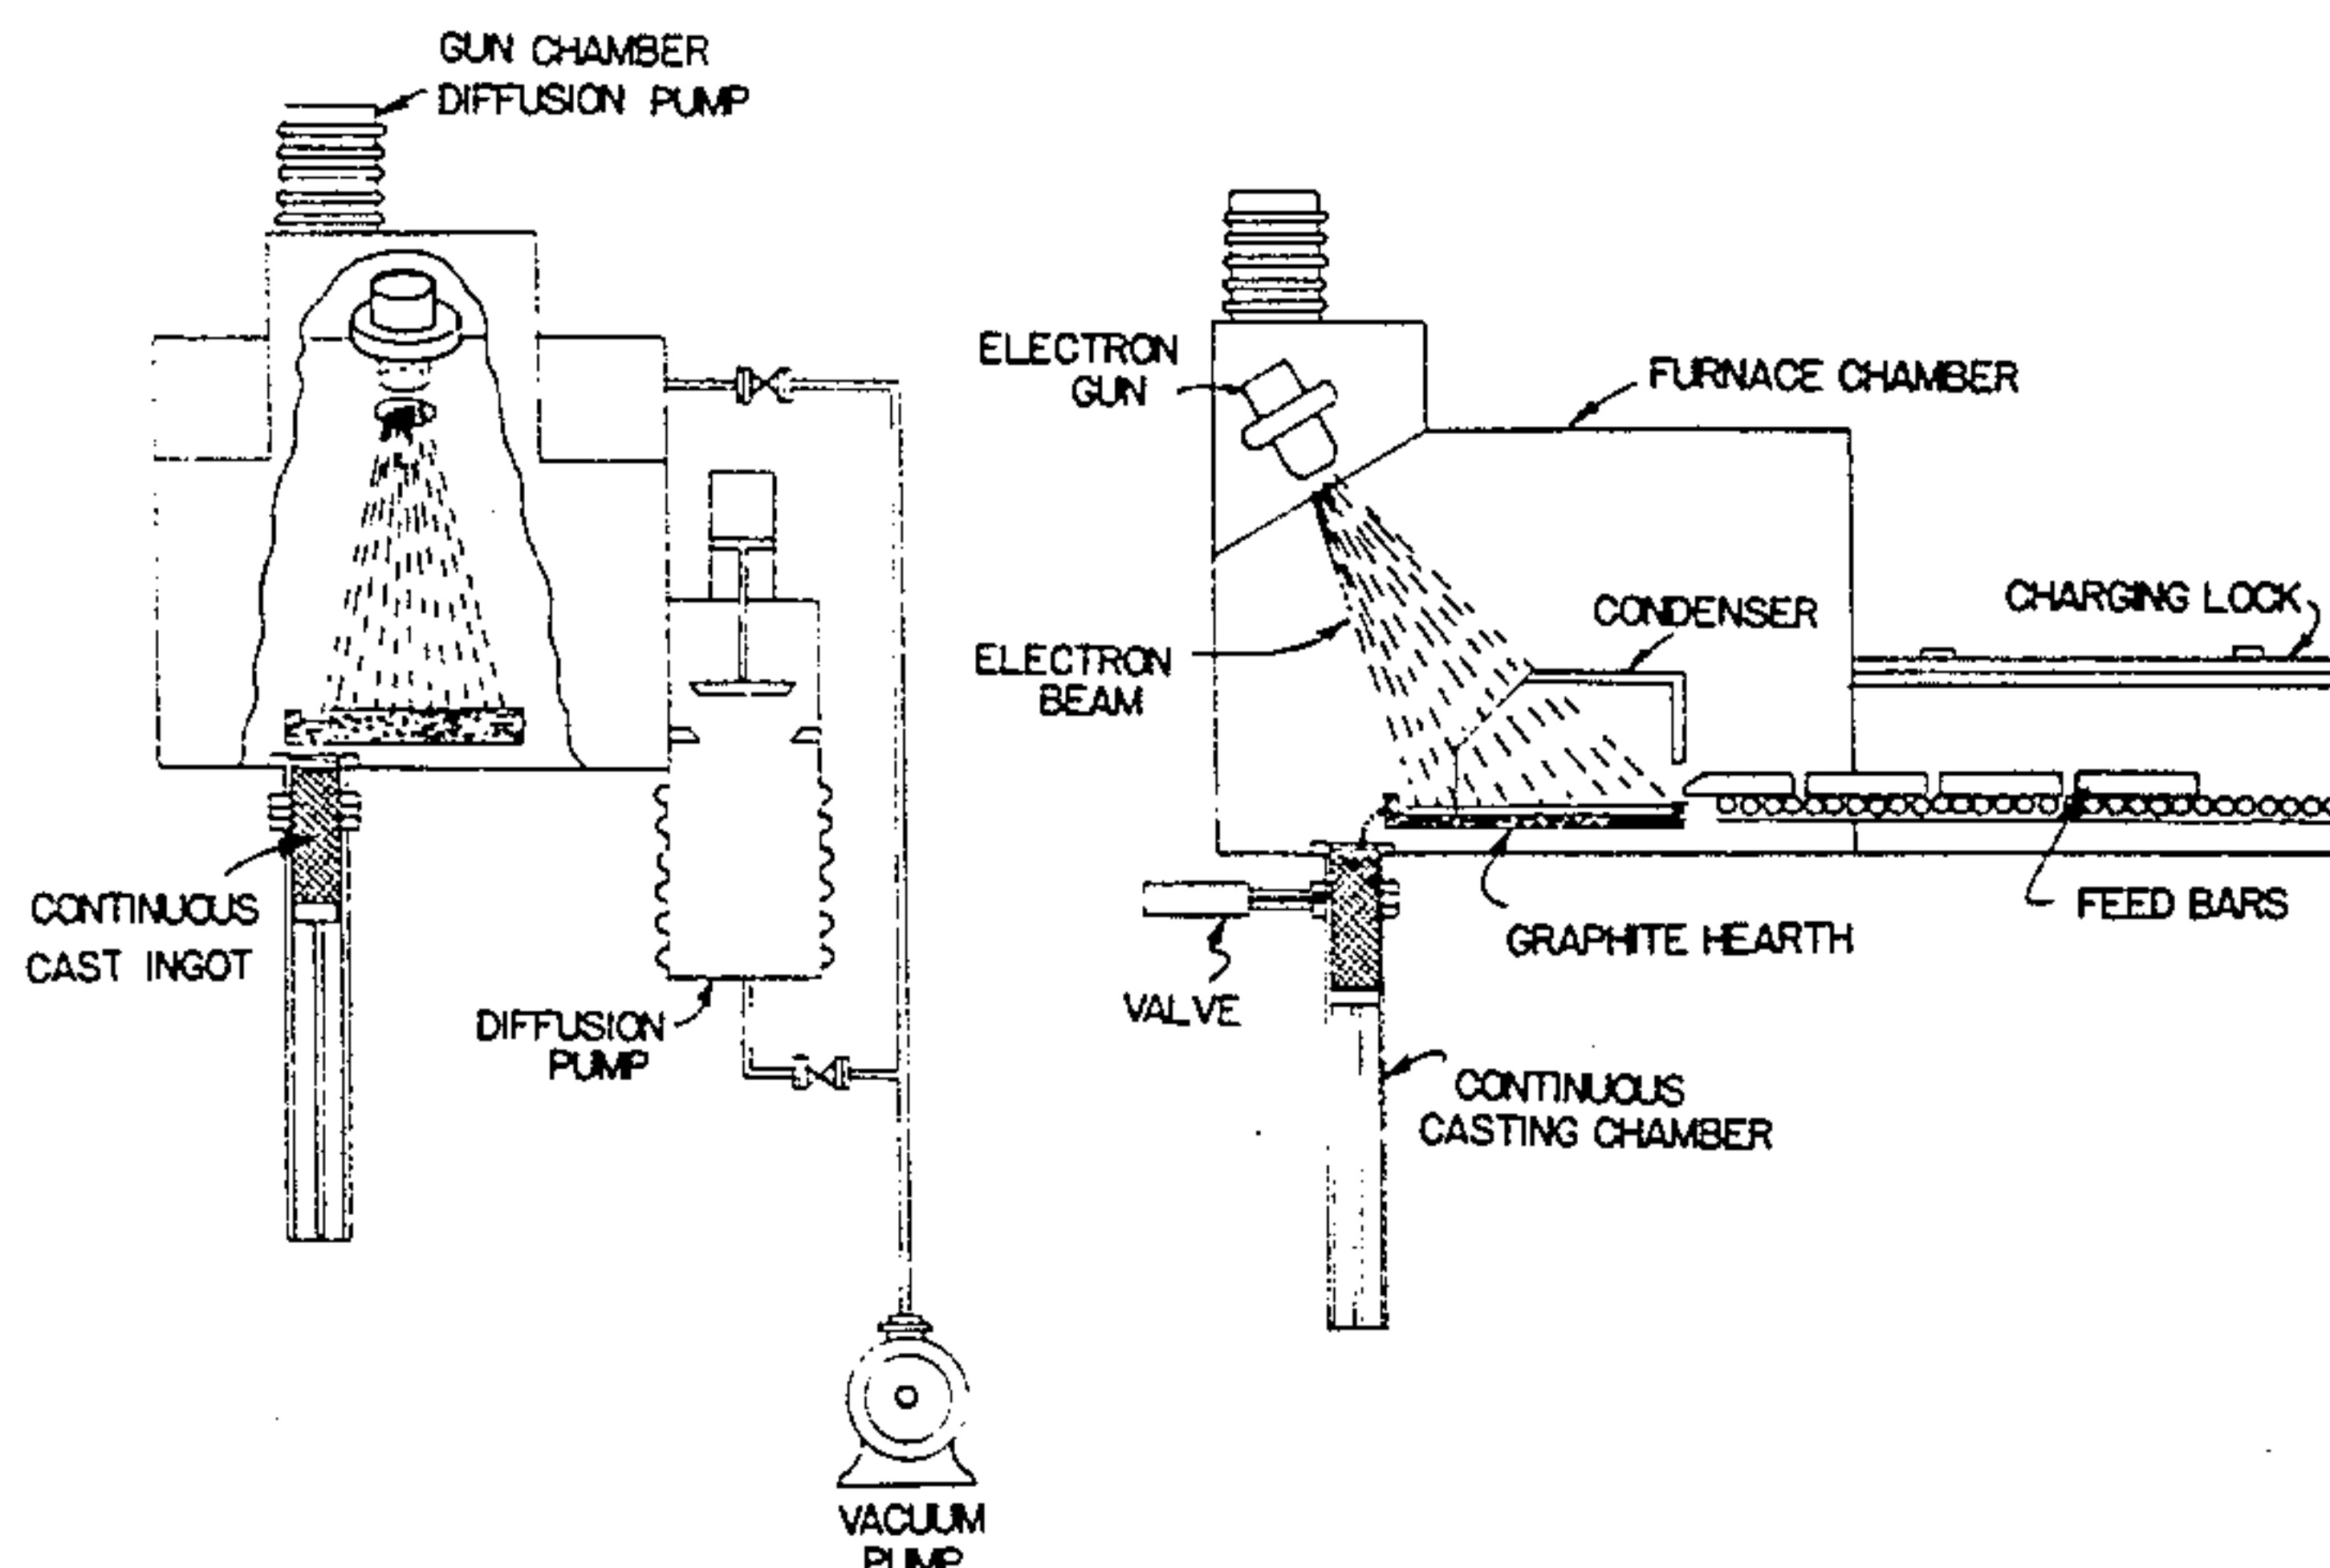 GUN CHAMBER
DIFFUSION PUMP
CONTINUOUS
CAST INGOT
DIFFUSION
PUMP
VACUUM
PUMP
ELECTRON
GUN
FURNACE CHAMBER
CHARGING LOCK
CONDENSER
ELECTRON
BEAM
FEED BARS
GRAPHITE HEARTH
VALVE
CONTINUOUS
CASTING CHAMBER